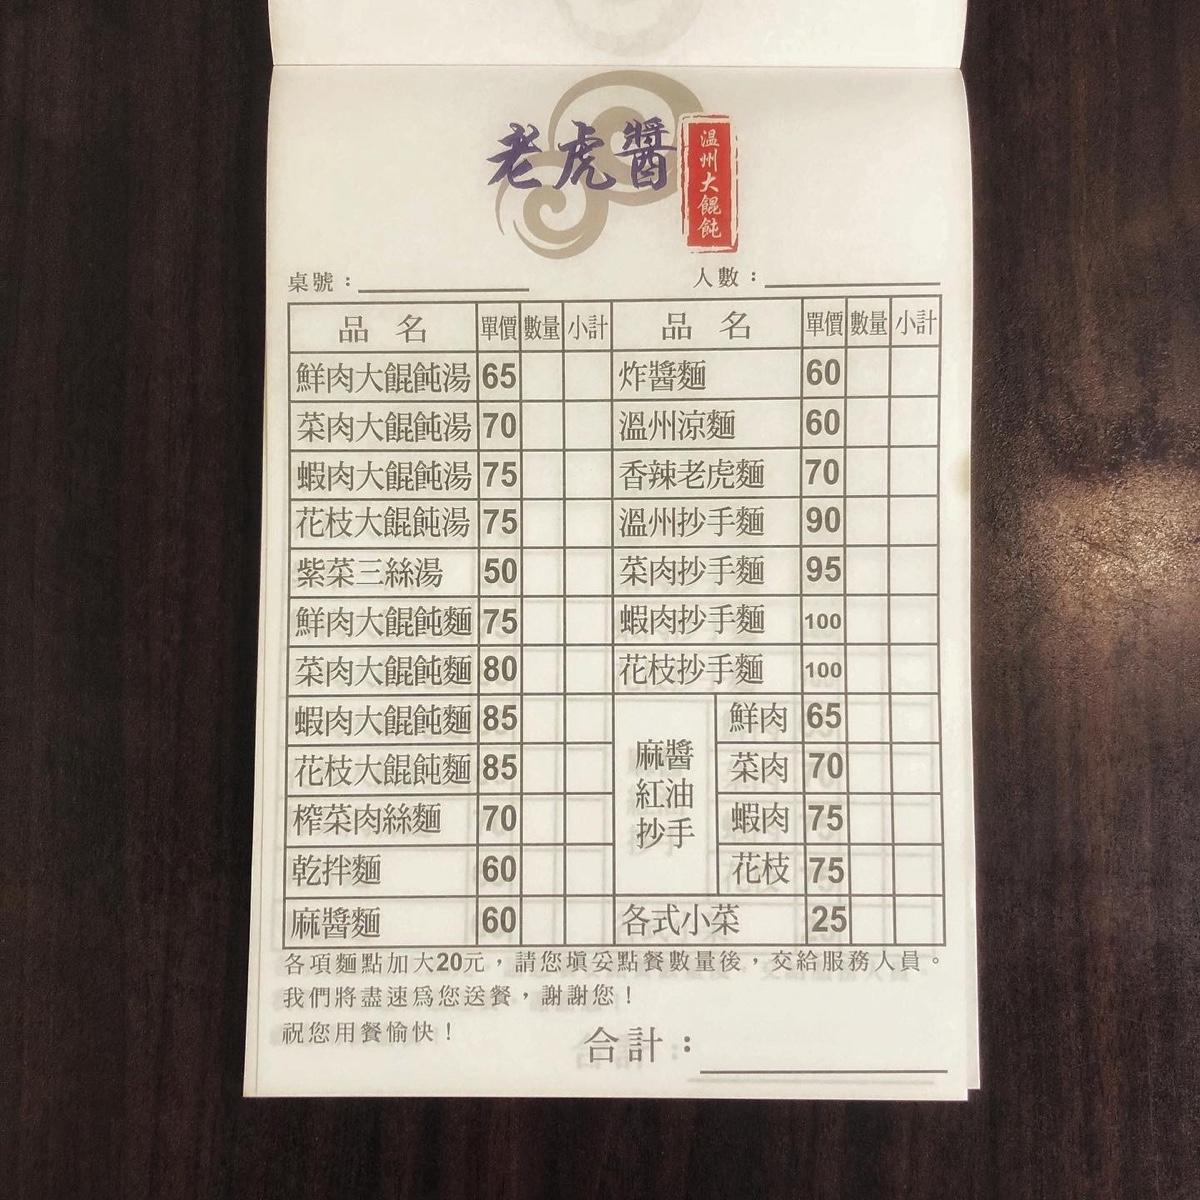 老虎醬
温州大餛飩
桌號： 人數：
品名 單價 數量 小計 品名 單價 數量 小計
鮮肉大餛飩湯 65 炸醬麵 60
菜肉大餛飩湯 70 溫州涼麵 60
蝦肉大餛飩湯 75 香辣老虎麵 70
花枝大餛飩湯 75 溫州抄手麵 90
紫菜三絲湯 50 菜肉抄手麵 95
鮮肉大餛飩麵 75 蝦肉抄手麵 100
菜肉大餛飩麵 80 花枝抄手麵 100
蝦肉大餛飩麵 85 麻醬紅油抄手 鮮肉 65
花枝大餛飩麵 85 菜肉 70
榨菜肉絲麵 70 蝦肉 75
乾拌麵 60 花枝 75
麻醬麵 60 各式小菜 25
各項麵點加大20元，請您填妥點餐數量後，交給服務人員。
我們將盡速為您送餐，謝謝您！
祝您用餐愉快！
合計：